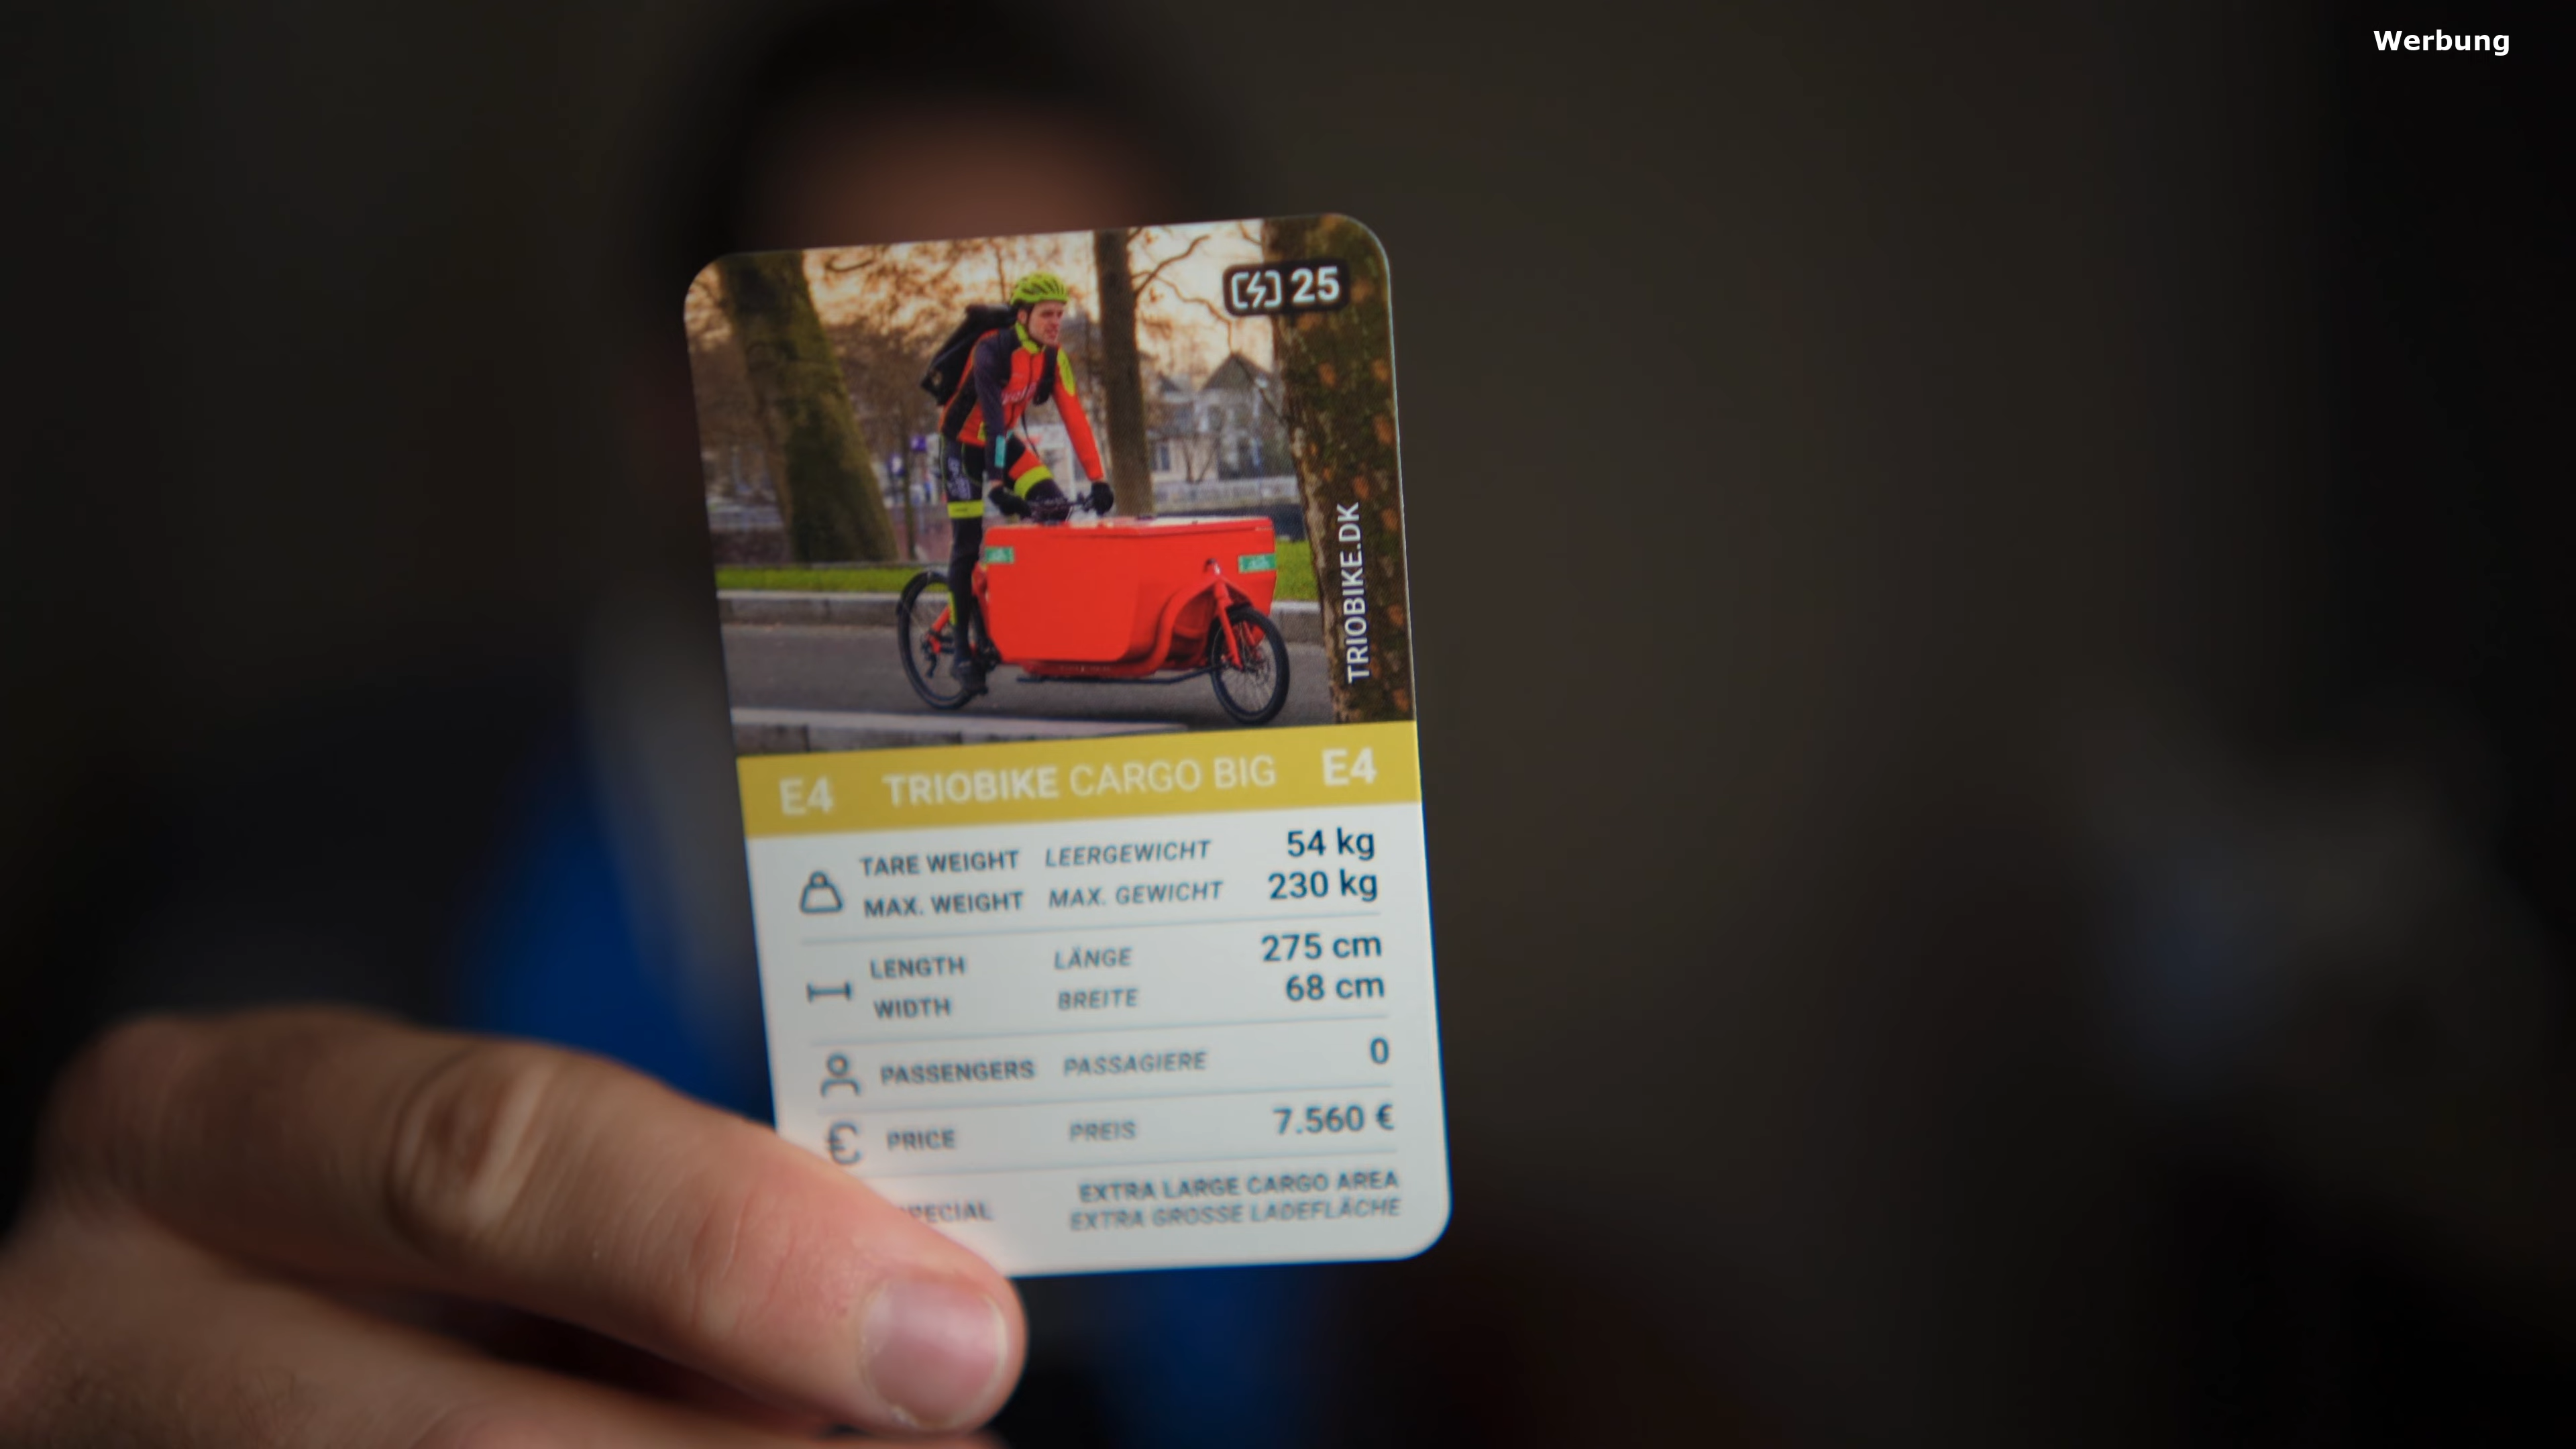 Werbung
25
TRIOBIKE.DK
E4 TRIOBIKE CARGO BIG E4
TARE WEIGHT LEERGEWICHT 54 kg
MAX. WEIGHT MAX. GEWICHT 230 kg
LENGTH LÄNGE 275 cm
WIDTH BREITE 68 cm
PASSENGERS PASSAGIERE 0
€ PRICE PREIS 7.560 €
EXTRA LARGE CARGO AREA
PECIAL EXTRA GROSSE LADEFLÄCHE